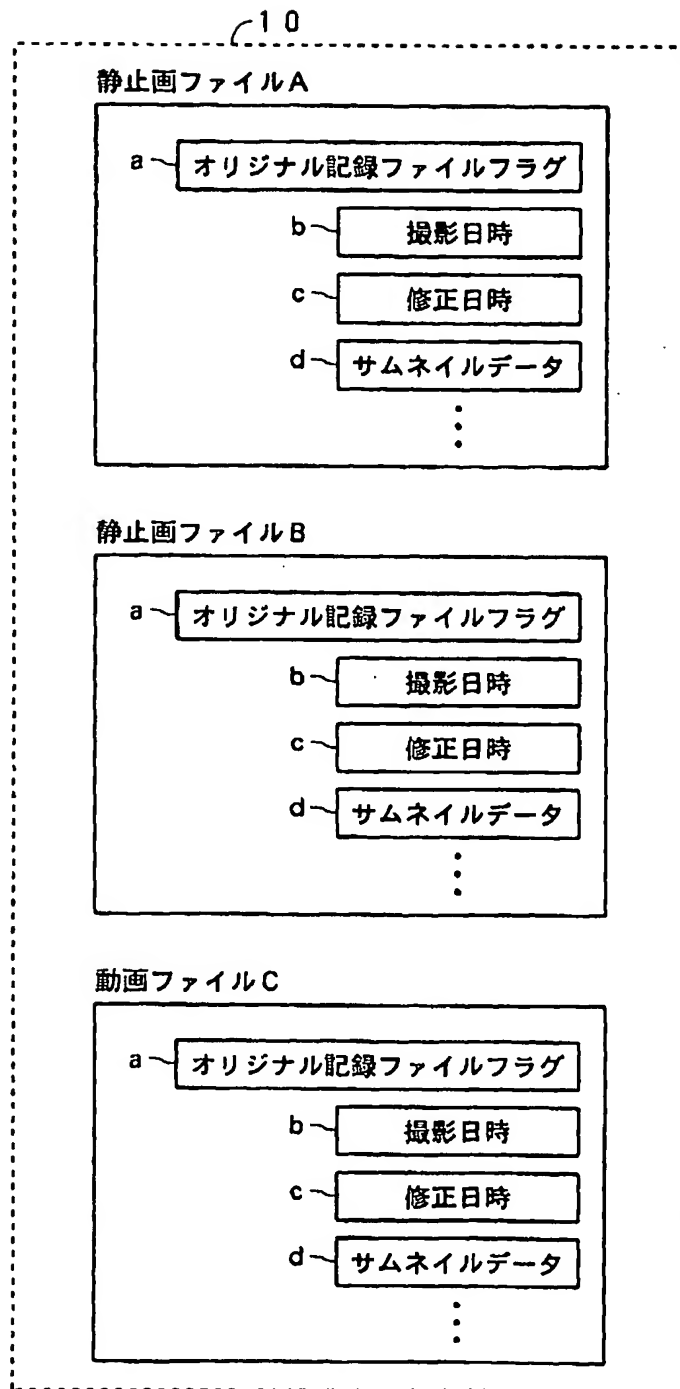 10
静止画ファイルA
a オリジナル記録ファイルフラグ
b 撮影日時
c 修正日時
d サムネイルデータ
静止画ファイルB
a オリジナル記録ファイルフラグ
b 撮影日時
c 修正日時
d サムネイルデータ
動画ファイルC
a オリジナル記録ファイルフラグ
b 撮影日時
c 修正日時
d サムネイルデータ